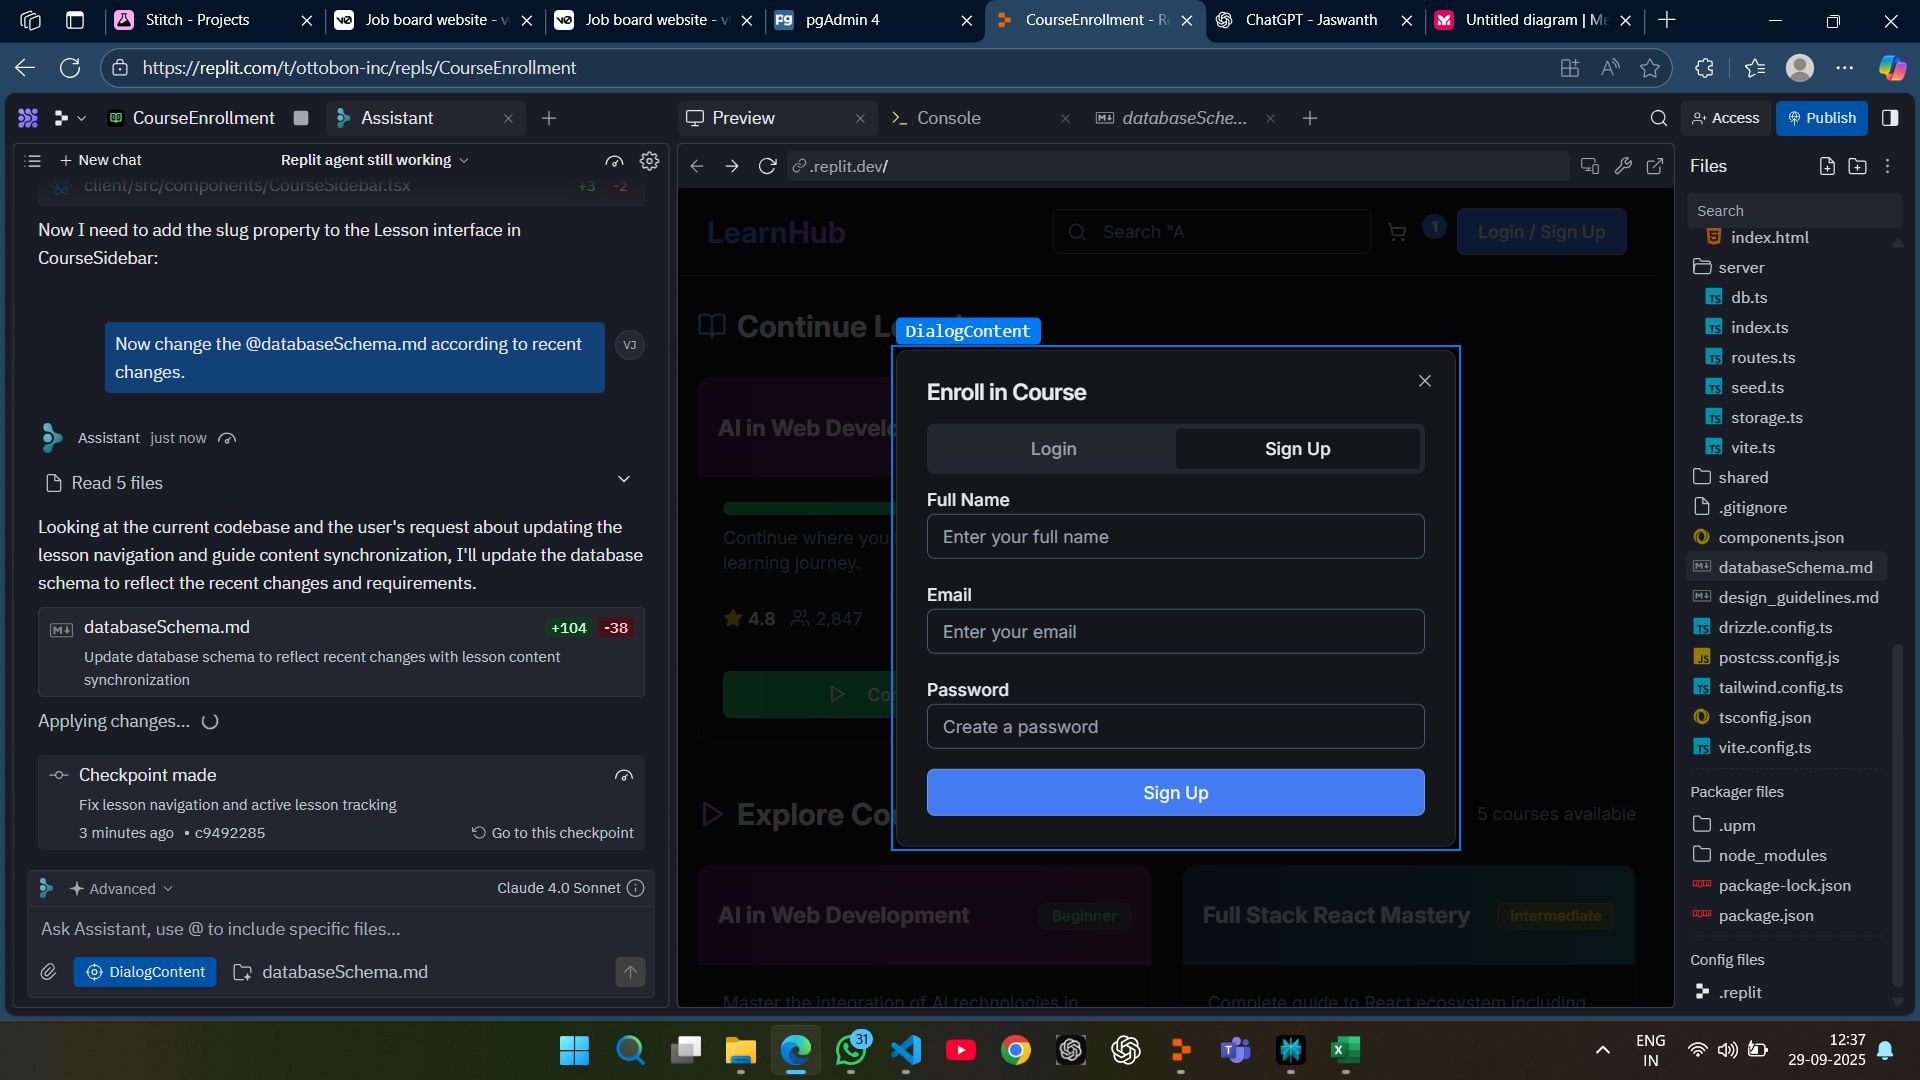 Stitch - Projects
Job board website - v
Job board website - v
pgAdmin 4
CourseEnrollment - Re
ChatGPT - Jaswanth
Untitled diagram | Me
https://replit.com/t/ottobon-inc/repls/CourseEnrollment
CourseEnrollment
Assistant
Preview
Console
databaseSche...
Access
Publish
New chat
Replit agent still working
client/src/components/CourseSidebar.tsx
+3 -2
Now I need to add the slug property to the Lesson interface in
CourseSidebar:
Now change the @databaseSchema.md according to recent
changes.
VJ
Assistant just now
Read 5 files
Looking at the current codebase and the user's request about updating the
lesson navigation and guide content synchronization, I'll update the database
schema to reflect the recent changes and requirements.
databaseSchema.md
+104 -38
Update database schema to reflect recent changes with lesson content
synchronization
Applying changes...
Checkpoint made
Fix lesson navigation and active lesson tracking
3 minutes ago • c9492285
Go to this checkpoint
Advanced
Claude 4.0 Sonnet
Ask Assistant, use @ to include specific files...
DialogContent
databaseSchema.md
.replit.dev/
LearnHub
Search "A
1
Login / Sign Up
Continue Le
DialogContent
AI in Web Develo
Continue where you
learning journey.
4.8
2,847
Co
Enroll in Course
Login
Sign Up
Full Name
Enter your full name
Email
Enter your email
Password
Create a password
Sign Up
Explore Co
5 courses available
AI in Web Development
Beginner
Full Stack React Mastery
Intermediate
Master the integration of AI technologies in
Complete guide to React ecosystem including
Files
Search
index.html
server
db.ts
index.ts
routes.ts
seed.ts
storage.ts
vite.ts
shared
.gitignore
components.json
databaseSchema.md
design_guidelines.md
drizzle.config.ts
postcss.config.js
tailwind.config.ts
tsconfig.json
vite.config.ts
Packager files
.upm
node_modules
package-lock.json
package.json
Config files
.replit
31
ENG
IN
12:37
29-09-2025